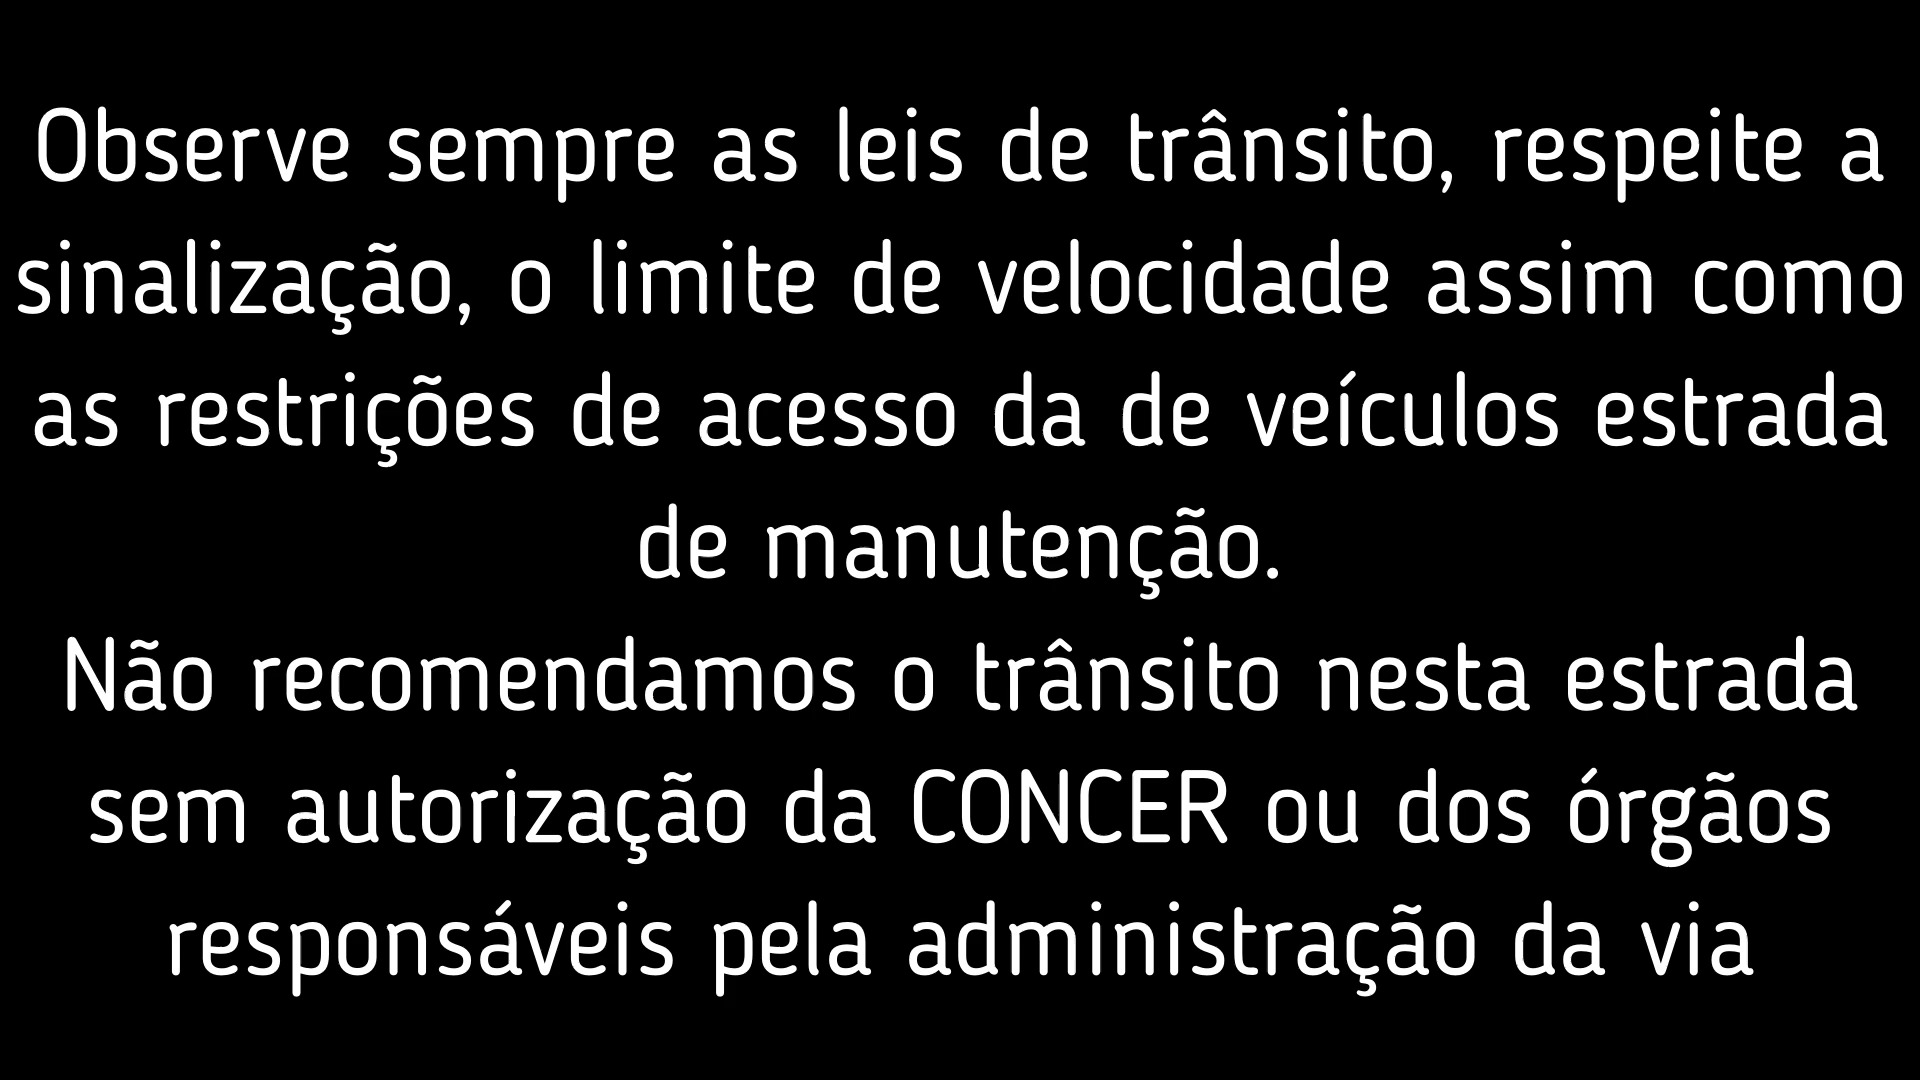 Observe sempre as leis de trânsito, respeite a
sinalização, o limite de velocidade assim como
as restrições de acesso da de veículos estrada
de manutenção.
Não recomendamos o trânsito nesta estrada
sem autorização da CONCER ou dos órgãos
responsáveis pela administração da via